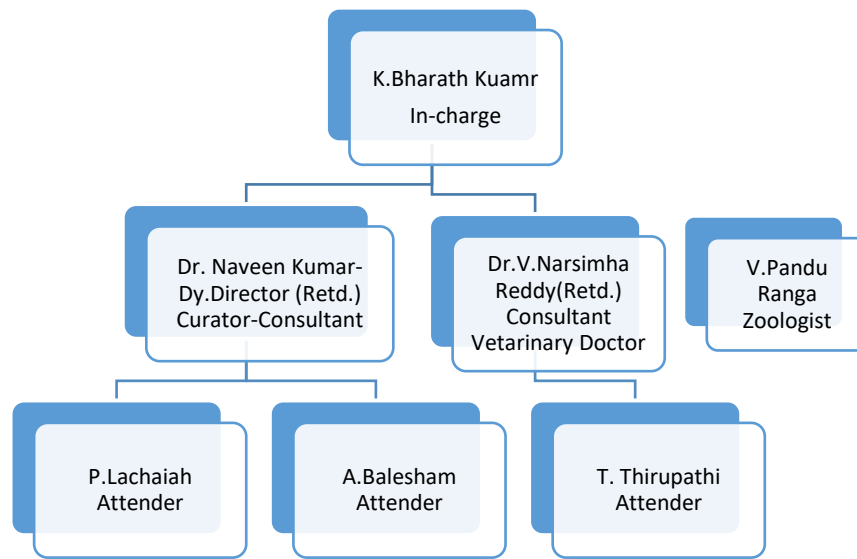 K.Bharath Kuamr
In-charge
Dr. Naveen Kumar-
Dy.Director (Retd.)
Curator-Consultant
Dr.V.Narsimha
Reddy(Retd.)
Consultant
Vetarinary Doctor
V.Pandu
Ranga
Zoologist
P.Lachaiah
Attender
A.Balesham
Attender
T. Thirupathi
Attender